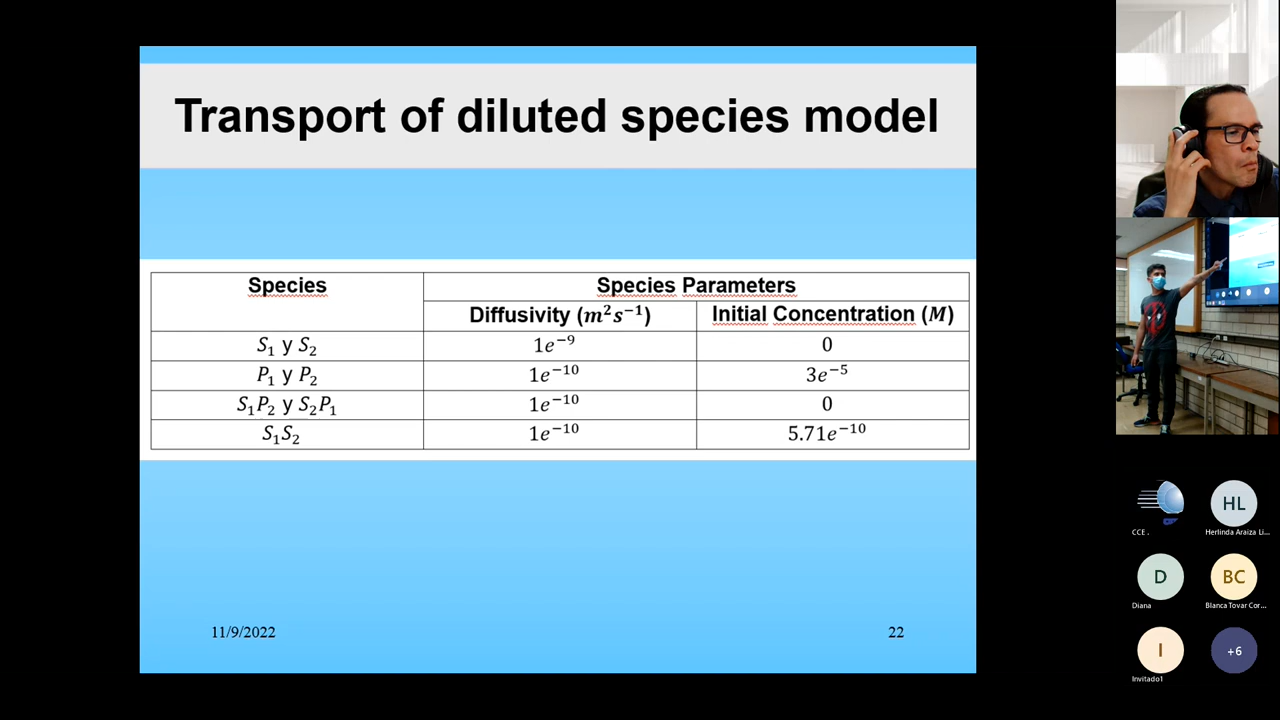 Transport of diluted species model
Species
Species Parameters
Diffusivity (m²s⁻¹)
Initial Concentration (M)
S₁ y S₂
1e⁻⁹
0
P₁ y P₂
1e⁻¹⁰
3e⁻⁵
S₁P₂ y S₂P₁
1e⁻¹⁰
0
S₁S₂
1e⁻¹⁰
5.71e⁻¹⁰
11/9/2022
22
CCE .
HL
Herlinda Araiza Li...
D
Diana
BC
Blanca Tovar Cor...
I
Invitado1
+6